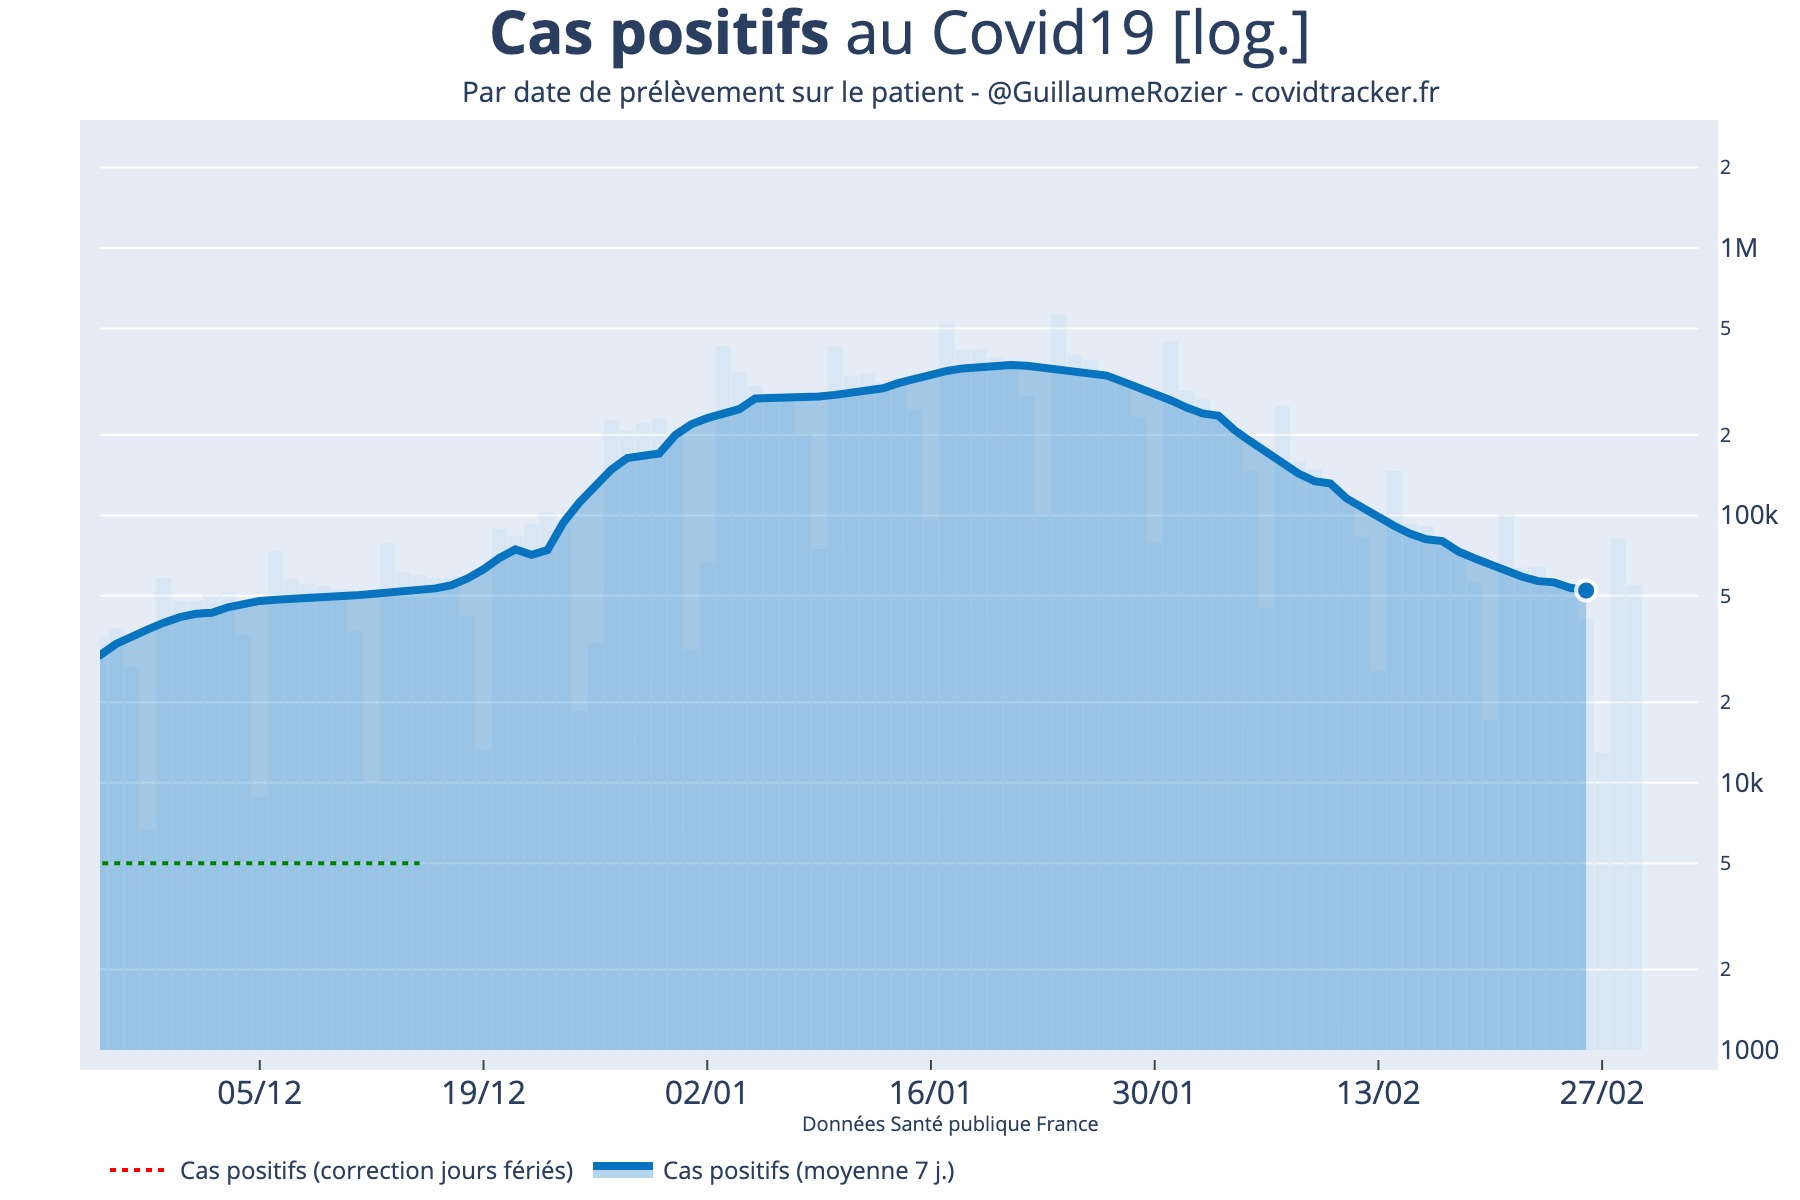 Cas positifs au Covid19 [log.]
Par date de prélèvement sur le patient - @GuillaumeRozier - covidtracker.fr
2
1M
5
2
100k
5
2
10k
5
2
1000
05/12 19/12 02/01 16/01 30/01 13/02 27/02
Données Santé publique France
Cas positifs (correction jours fériés) Cas positifs (moyenne 7 j.)